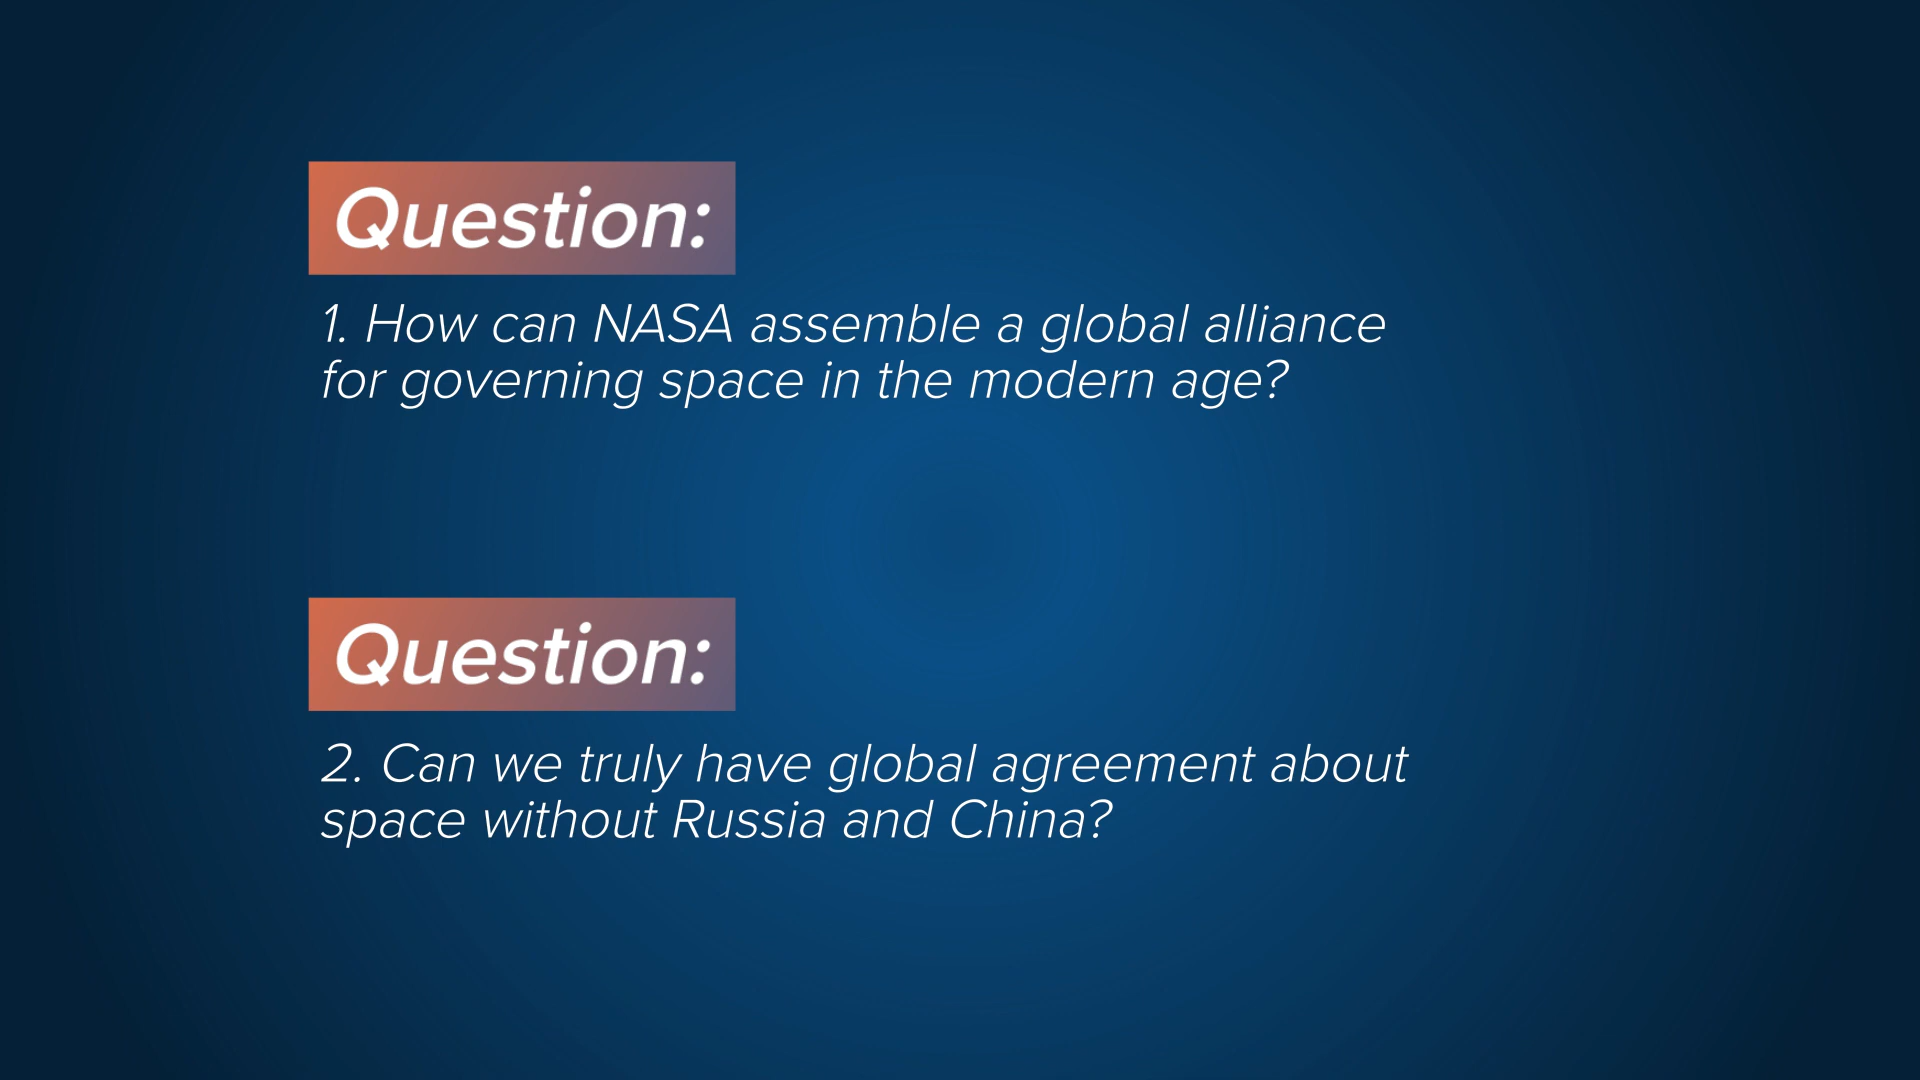 Question:
1. How can NASA assemble a global alliance
for governing space in the modern age?
Question:
2. Can we truly have global agreement about
space without Russia and China?